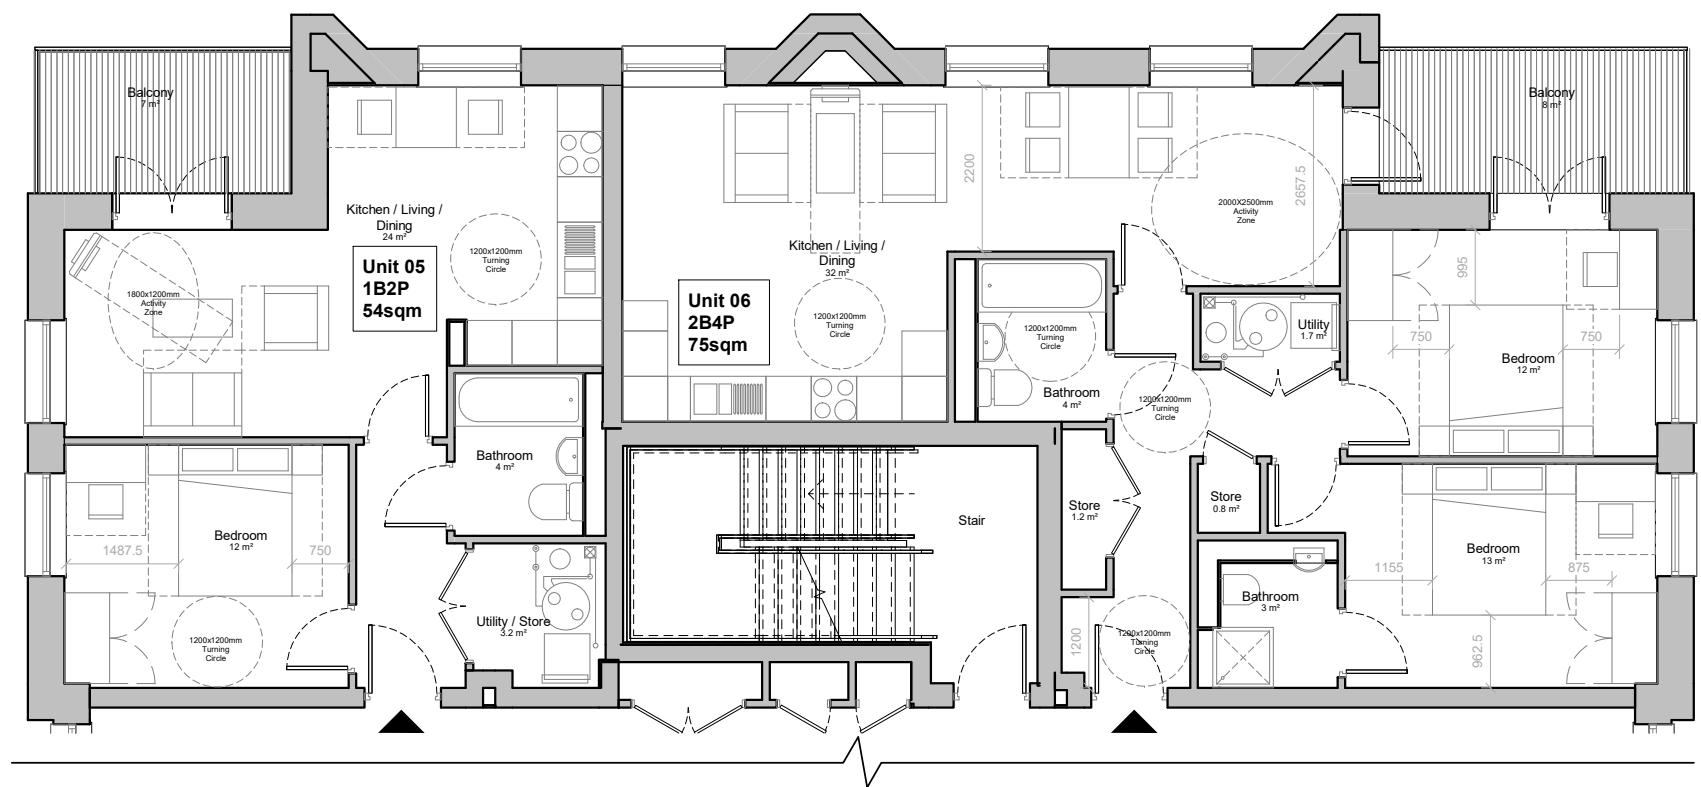 Balcony
7 m²
Kitchen / Living /
Dining
24 m²
Unit 05
1B2P
54sqm
1200x1200mm
Turning
Circle
1800x1200mm
Activity
Zone
Bathroom
4 m²
Bedroom
12 m²
1487.5
750
1200x1200mm
Turning
Circle
Utility / Store
3.2 m²
Kitchen / Living /
Dining
32 m²
Unit 06
2B4P
75sqm
1200x1200mm
Turning
Circle
2200
2657.5
2000X2500mm
Activity
Zone
Balcony
8 m²
1200x1200mm
Turning
Circle
Bathroom
4 m²
1200x1200mm
Turning
Circle
Utility
1.7 m²
995
750
750
Bedroom
12 m²
Stair
Store
1.2 m²
Store
0.8 m²
1200
1200x1200mm
Turning
Circle
Bathroom
3 m²
Bedroom
13 m²
1155
875
962.5